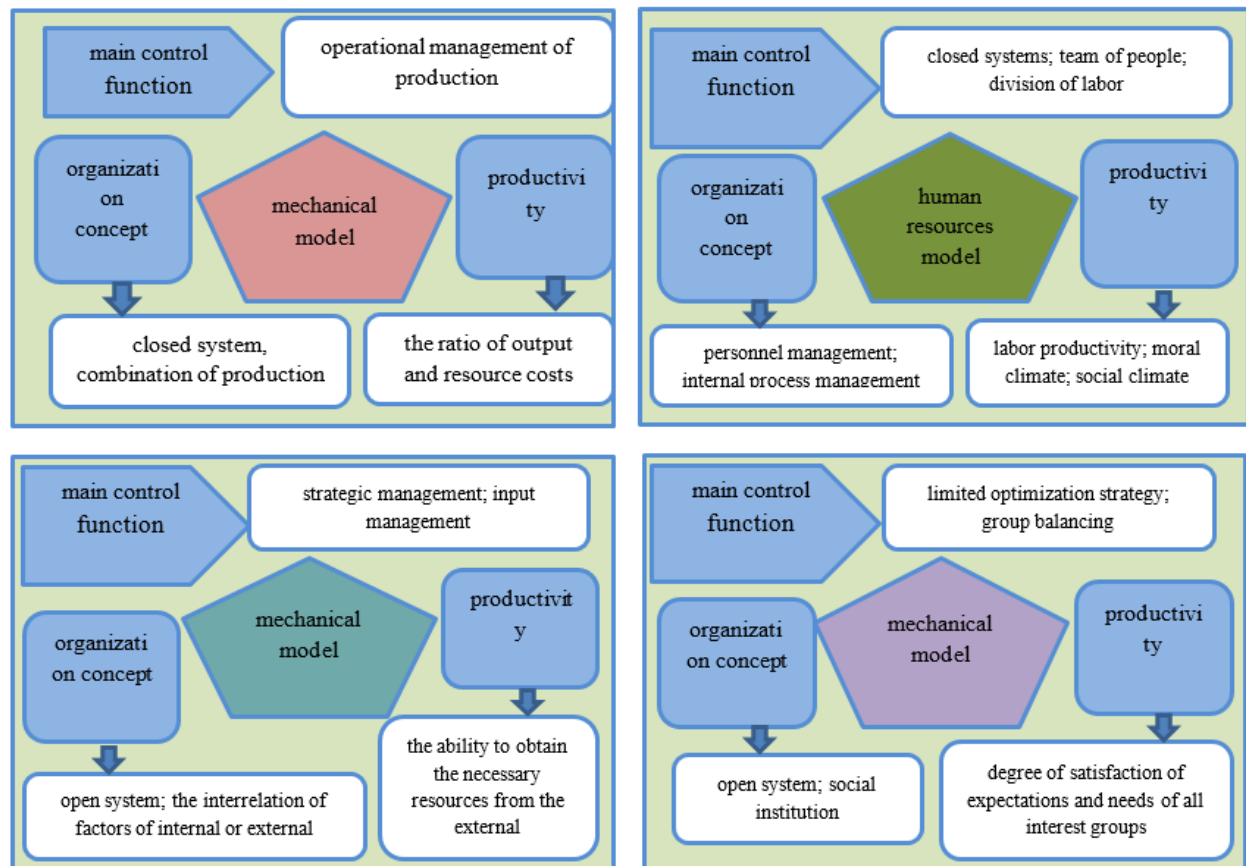 main control
function
operational management of
production
organizati
on
concept
mechanical
model
productivi
ty
closed system,
combination of production
the ratio of output
and resource costs
main control
function
closed systems; team of people;
division of labor
organizati
on
concept
human
resources
model
productivi
ty
personnel management;
internal process management
labor productivity; moral
climate; social climate
main control
function
strategic management; input
management
organizati
on concept
mechanical
model
productivit
y
open system; the interrelation of
factors of internal or external
the ability to obtain
the necessary
resources from the
external
main control
function
limited optimization strategy;
group balancing
organizati
on concept
mechanical
model
productivi
ty
open system; social
institution
degree of satisfaction of
expectations and needs of all
interest groups